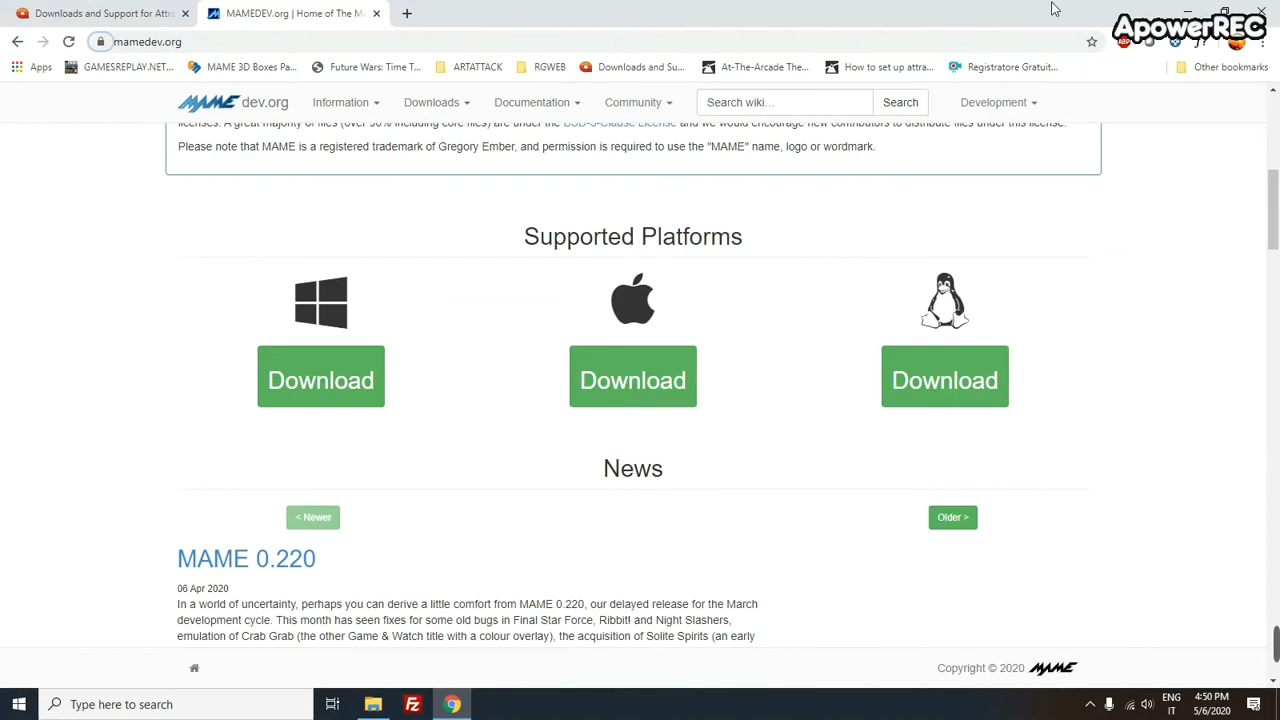 Downloads and Support for Attra
MAMEDEV.org | Home of The M
ApowerREC
mamedev.org
Apps
GAMESREPLAY.NET...
MAME 3D Boxes Pa...
Future Wars: Time T...
ARTATTACK
RGWEB
Downloads and Su...
At-The-Arcade The...
How to set up attra...
Registratore Gratuit...
Other bookmarks
MAME dev.org
Information
Downloads
Documentation
Community
Search wiki...
Search
Development
licenses. A great majority of files (over 90% including core files) are under the BSD-3-Clause License and we would encourage new contributors to distribute files under this license.
Please note that MAME is a registered trademark of Gregory Ember, and permission is required to use the "MAME" name, logo or wordmark.
Supported Platforms
Download
Download
Download
News
< Newer
Older >
MAME 0.220
06 Apr 2020
In a world of uncertainty, perhaps you can derive a little comfort from MAME 0.220, our delayed release for the March
development cycle. This month has seen fixes for some old bugs in Final Star Force, Ribbit! and Night Slashers,
emulation of Crab Grab (the other Game & Watch title with a colour overlay), the acquisition of Solite Spirits (an early
Copyright © 2020 MAME
Type here to search
ENG
IT
4:50 PM
5/6/2020